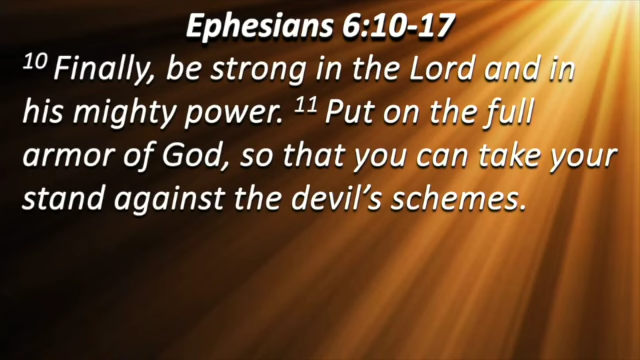 Ephesians 6:10-17
10 Finally, be strong in the Lord and in
his mighty power. 11 Put on the full
armor of God, so that you can take your
stand against the devil’s schemes.